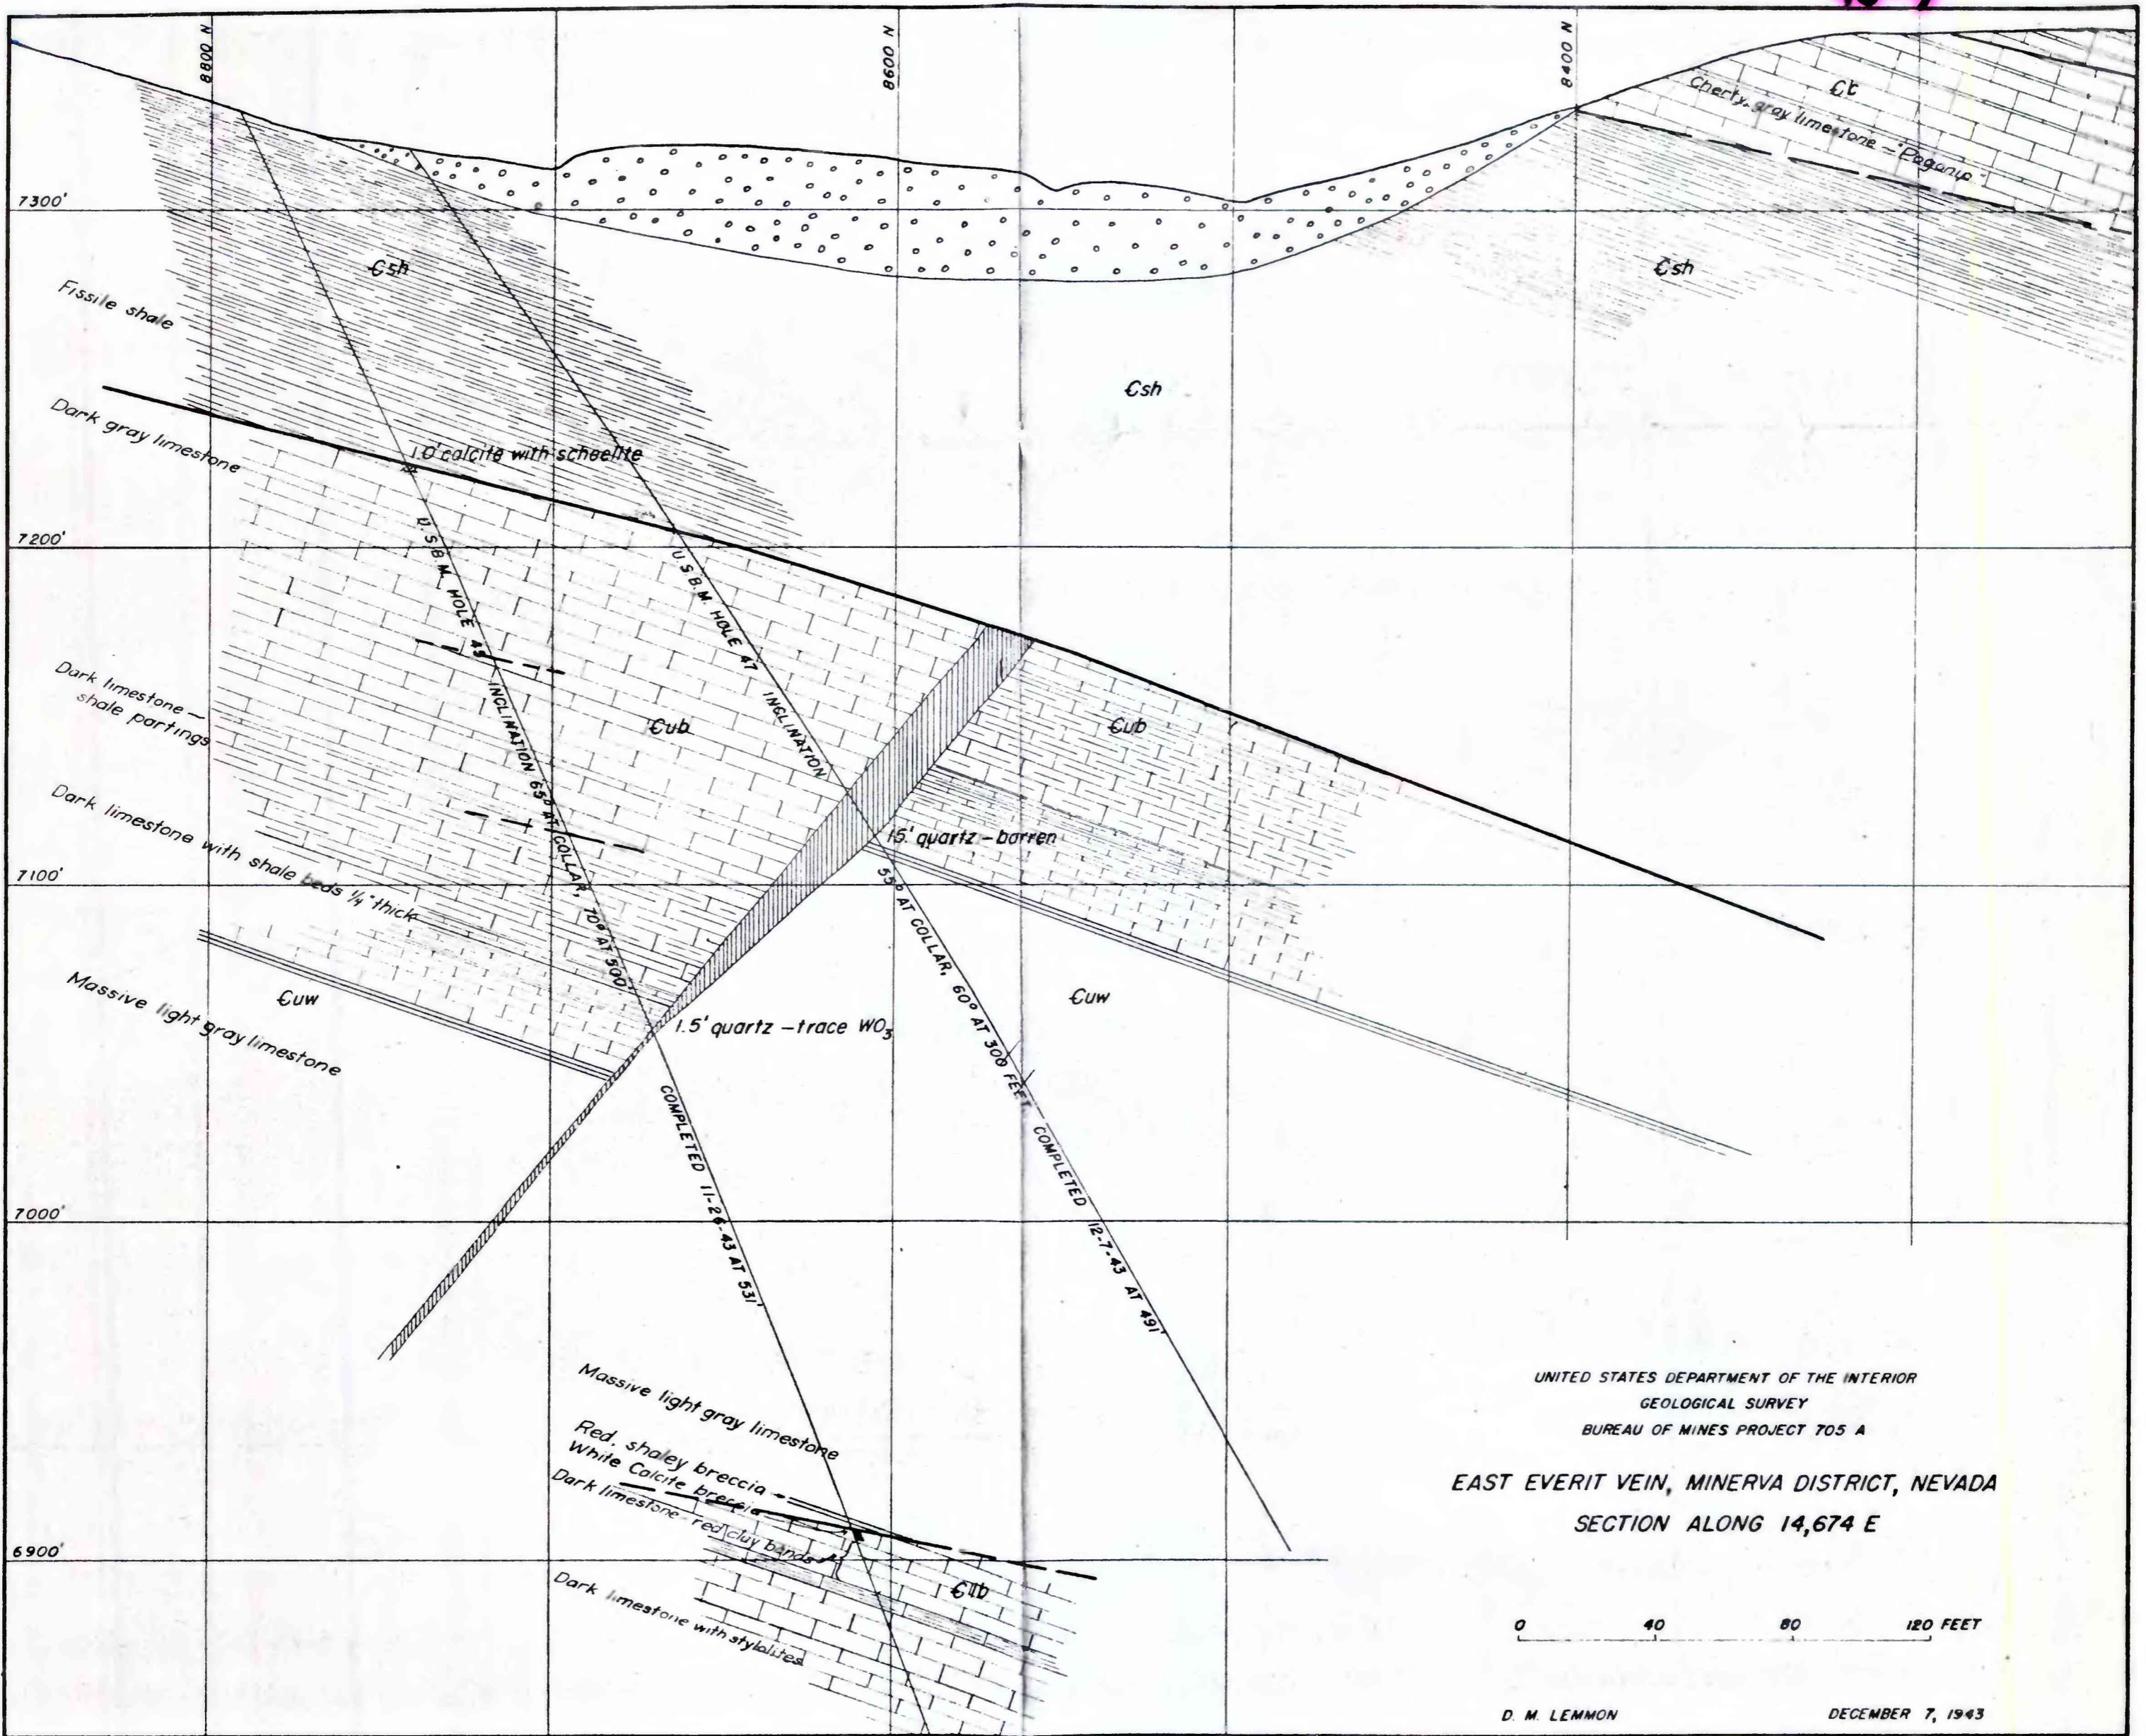 8800 N
8600 N
8400 N
Ꞓt
Cherty gray limestone – "Pogonip"
7300'
Ꞓsh
Ꞓsh
Fissile shale
Ꞓsh
Dark gray limestone
1.0' calcite with scheelite
7200'
U.S.B.M. HOLE 45 INCLINATION 65° AT COLLAR, 70° AT 500'
COMPLETED 11-26-43 AT 531'
U.S.B.M. HOLE 47 INCLINATION
55° AT COLLAR, 60° AT 300 FEET COMPLETED 12-7-43 AT 491'
Dark limestone —
shale partings
Ꞓub
Ꞓub
Dark limestone with shale beds 1/4" thick
15' quartz – barren
7100'
Massive light gray limestone
Ꞓuw
Ꞓuw
1.5' quartz – trace WO3
7000'
Massive light gray limestone
Red, shaley breccia
White Calcite breccia
Dark limestone - red clay bands
6900'
Ꞓub
Dark limestone with stylolites
UNITED STATES DEPARTMENT OF THE INTERIOR
GEOLOGICAL SURVEY
BUREAU OF MINES PROJECT 705 A
EAST EVERIT VEIN, MINERVA DISTRICT, NEVADA
SECTION ALONG 14,674 E
0 40 80 120 FEET
D. M. LEMMON DECEMBER 7, 1943